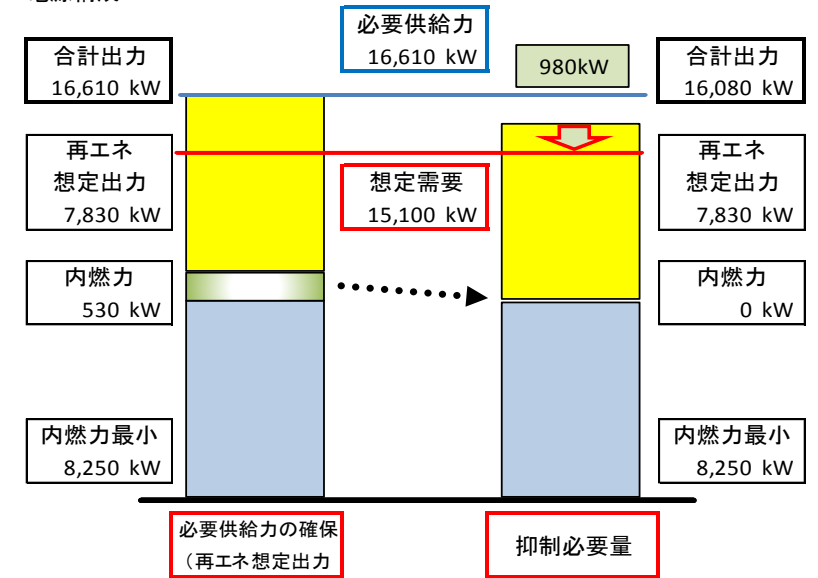 必要供給力
16,610 kW
合計出力
16,610 kW
980kW
合計出力
16,080 kW
再エネ
想定出力
7,830 kW
想定需要
15,100 kW
再エネ
想定出力
7,830 kW
内燃力
530 kW
内燃力
0 kW
内燃力最小
8,250 kW
内燃力最小
8,250 kW
必要供給力の確保
（再エネ想定出力
抑制必要量